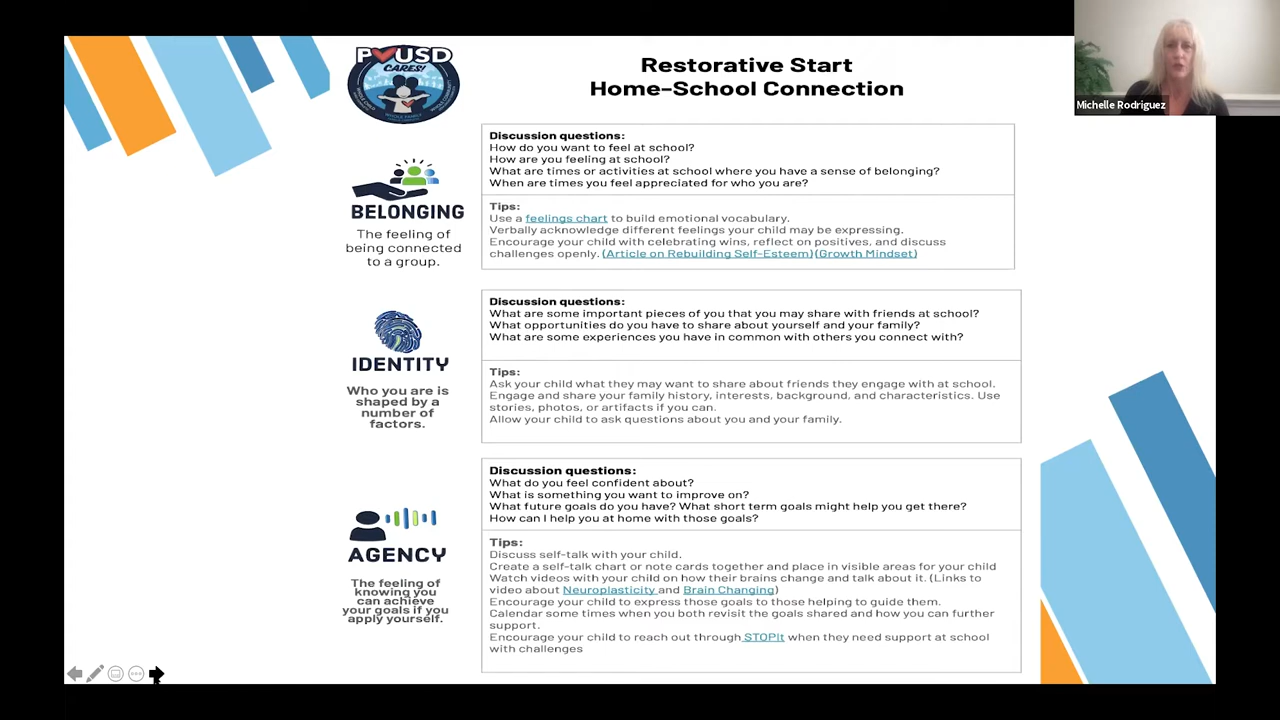 PVUSD
CARES!
Restorative Start
Home-School Connection
Michelle Rodriguez
BELONGING
The feeling of
being connected
to a group.
Discussion questions:
How do you want to feel at school?
How are you feeling at school?
What are times or activities at school where you have a sense of belonging?
When are times you feel appreciated for who you are?
Tips:
Use a feelings chart to build emotional vocabulary.
Verbally acknowledge different feelings your child may be expressing.
Encourage your child with celebrating wins, reflect on positives, and discuss
challenges openly. (Article on Rebuilding Self-Esteem) (Growth Mindset)
IDENTITY
Who you are is
shaped by a
number of
factors.
Discussion questions:
What are some important pieces of you that you may share with friends at school?
What opportunities do you have to share about yourself and your family?
What are some experiences you have in common with others you connect with?
Tips:
Ask your child what they may want to share about friends they engage with at school.
Engage and share your family history, interests, background, and characteristics. Use
stories, photos, or artifacts if you can.
Allow your child to ask questions about you and your family.
AGENCY
The feeling of
knowing you
can achieve
your goals if you
apply yourself.
Discussion questions:
What do you feel confident about?
What is something you want to improve on?
What future goals do you have? What short term goals might help you get there?
How can I help you at home with those goals?
Tips:
Discuss self-talk with your child.
Create a self-talk chart or note cards together and place in visible areas for your child
Watch videos with your child on how their brains change and talk about it. (Links to
video about Neuroplasticity and Brain Changing)
Encourage your child to express those goals to those helping to guide them.
Calendar some times when you both revisit the goals shared and how you can further
support.
Encourage your child to reach out through STOPit when they need support at school
with challenges